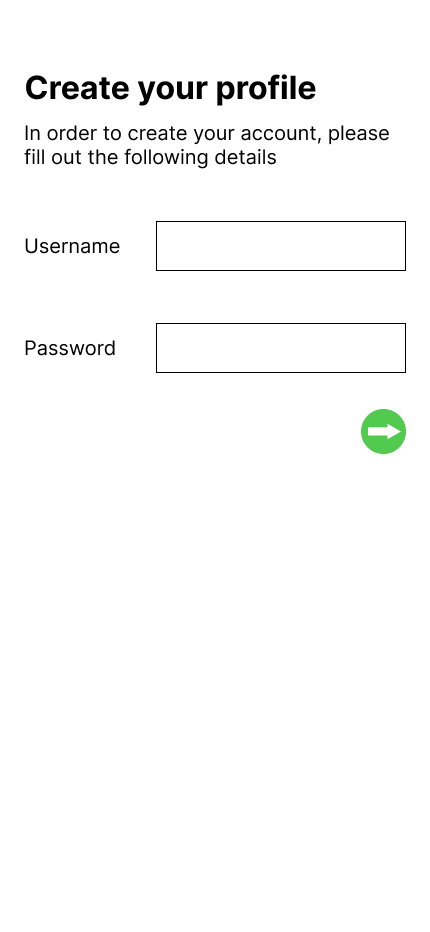 Create your profile
In order to create your account, please
fill out the following details
Username
Password